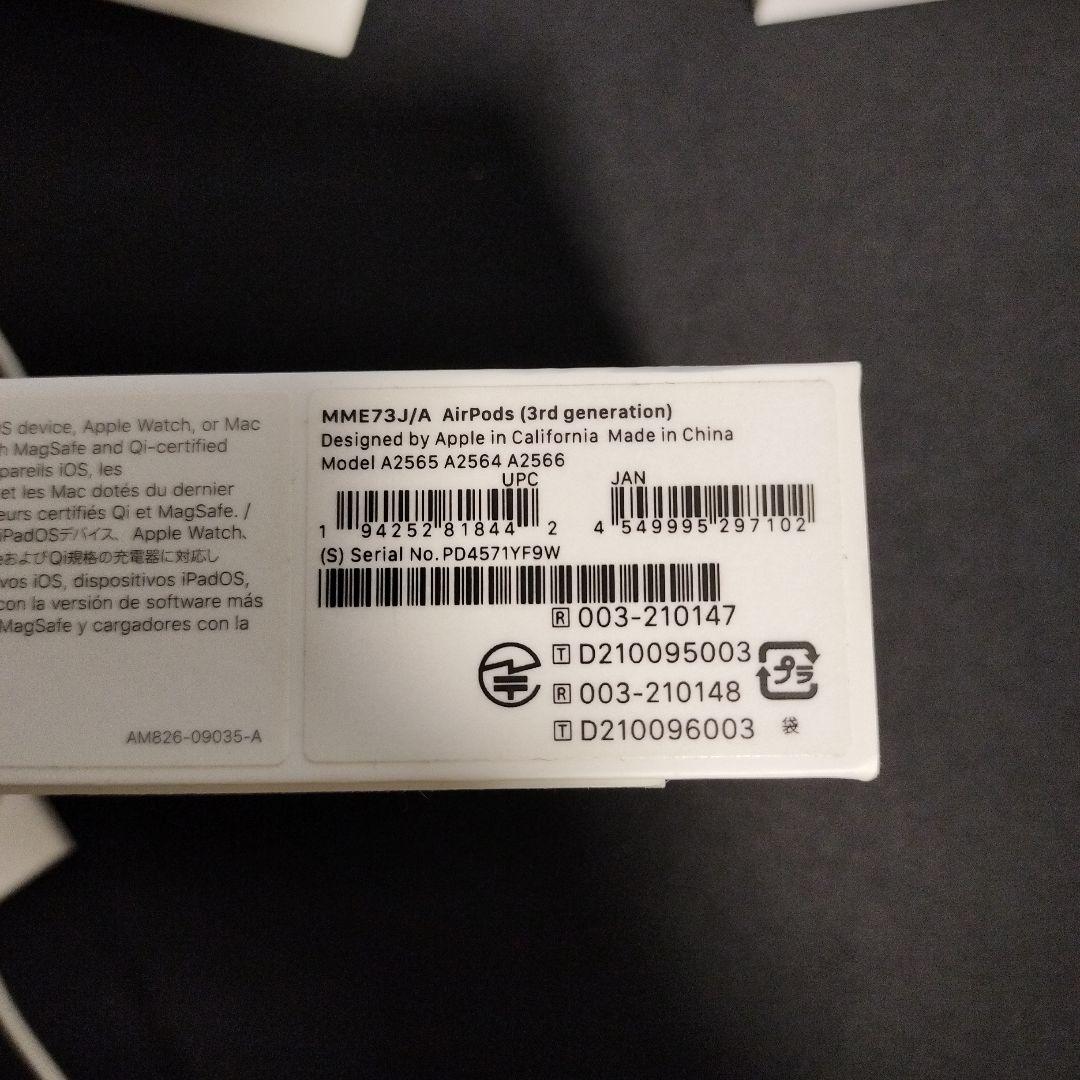 S device, Apple Watch, or Mac
h MagSafe and Qi-certified
pareils iOS, les
et les Mac dotés du dernier
eurs certifiés Qi et MagSafe. /
iPadOSデバイス、Apple Watch、
eおよびQi規格の充電器に対応し
vos iOS, dispositivos iPadOS,
con la versión de software más
MagSafe y cargadores con la
AM826-09035-A
MME73J/A AirPods (3rd generation)
Designed by Apple in California Made in China
Model A2565 A2564 A2566
UPC
1 94252 81844 2
JAN
4 549995 297102
(S) Serial No. PD4571YF9W
R 003-210147
T D210095003
R 003-210148
T D210096003
プラ
袋